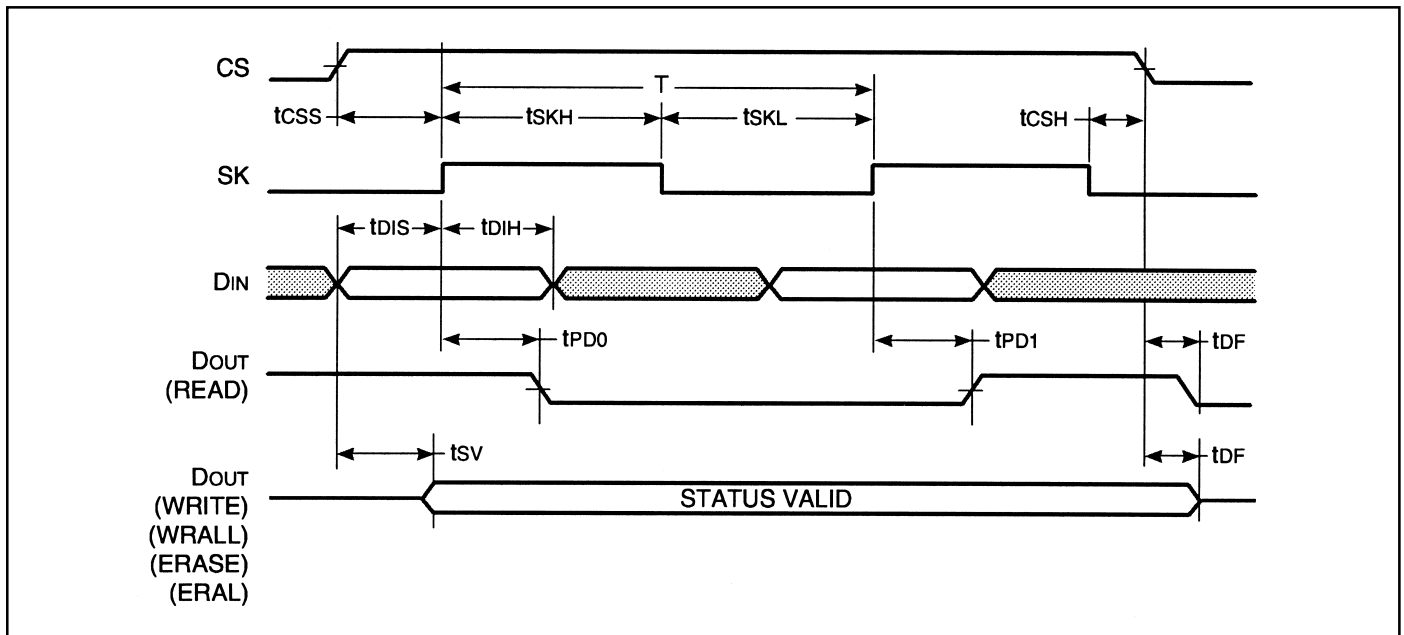 CS
T
tCSS
tSKH
tSKL
tCSH
SK
tDIS
tDIH
DIN
tPD0
tPD1
tDF
DOUT
(READ)
tSV
tDF
DOUT
(WRITE)
(WRALL)
(ERASE)
(ERAL)
STATUS VALID